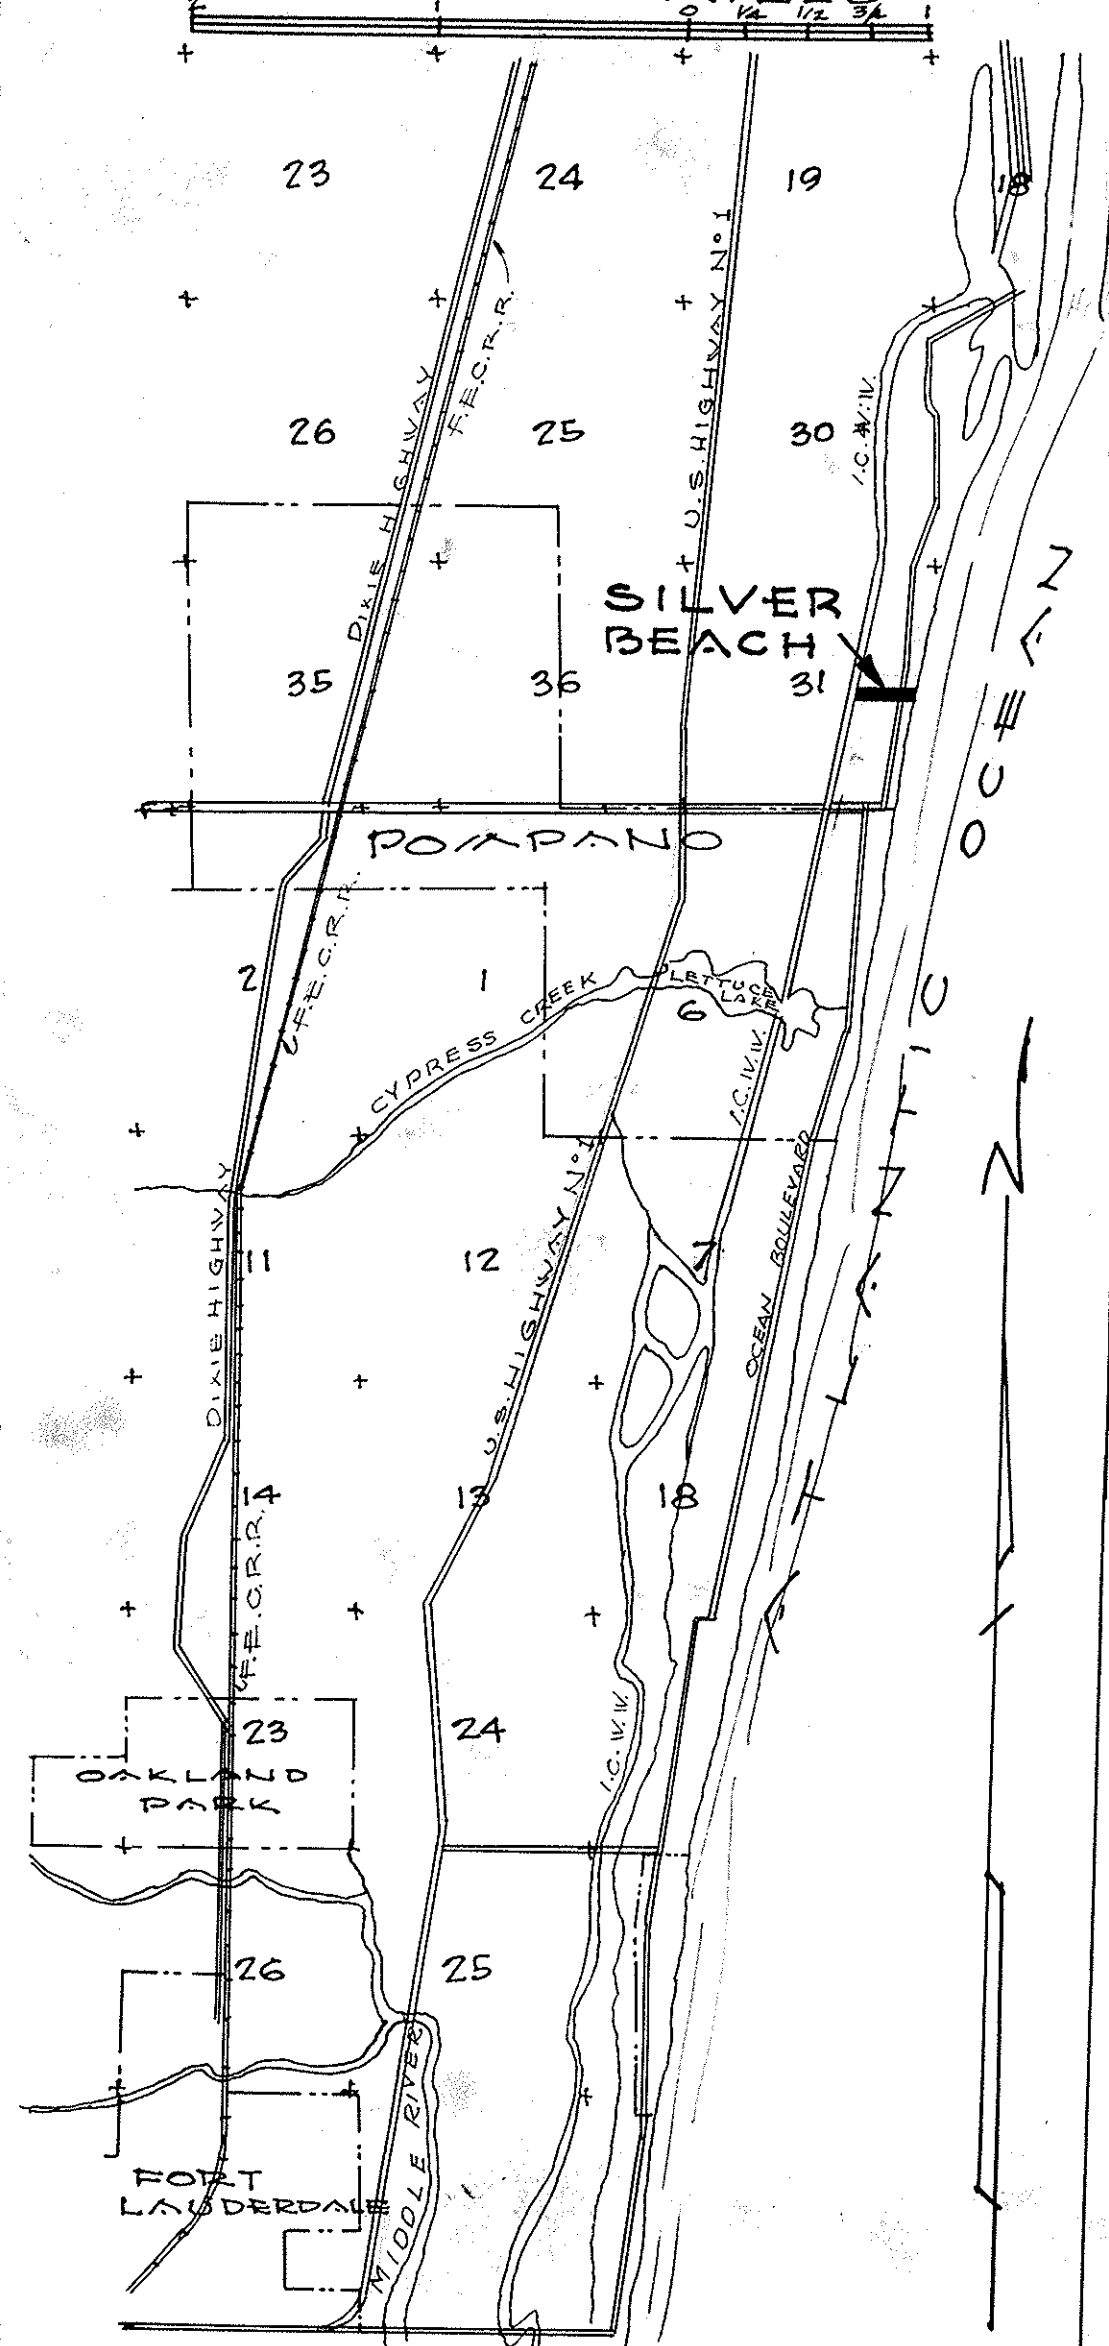 2 1 0 1/4 1/2 3/4 1
23 24 19 18
U.S. HIGHWAY Nº 1
F.E.C.R.R.
DIXIE HIGHWAY
26 25 30
I.C.W.W.
SILVER
BEACH
35 36 31
ATLANTIC OCEAN
POMPANO
F.E.C.R.R.
2 1 6
LETTUCE
LAKE
CYPRESS CREEK
I.C.W.W.
N
OCEAN BOULEVARD
DIXIE HIGHWAY
11 12 7
U.S. HIGHWAY Nº 1
14 13 18
F.E.C.R.R.
23 24
I.C.W.W.
OAKLAND
PARK
26 25
MIDDLE RIVER
FORT
LAUDERDALE